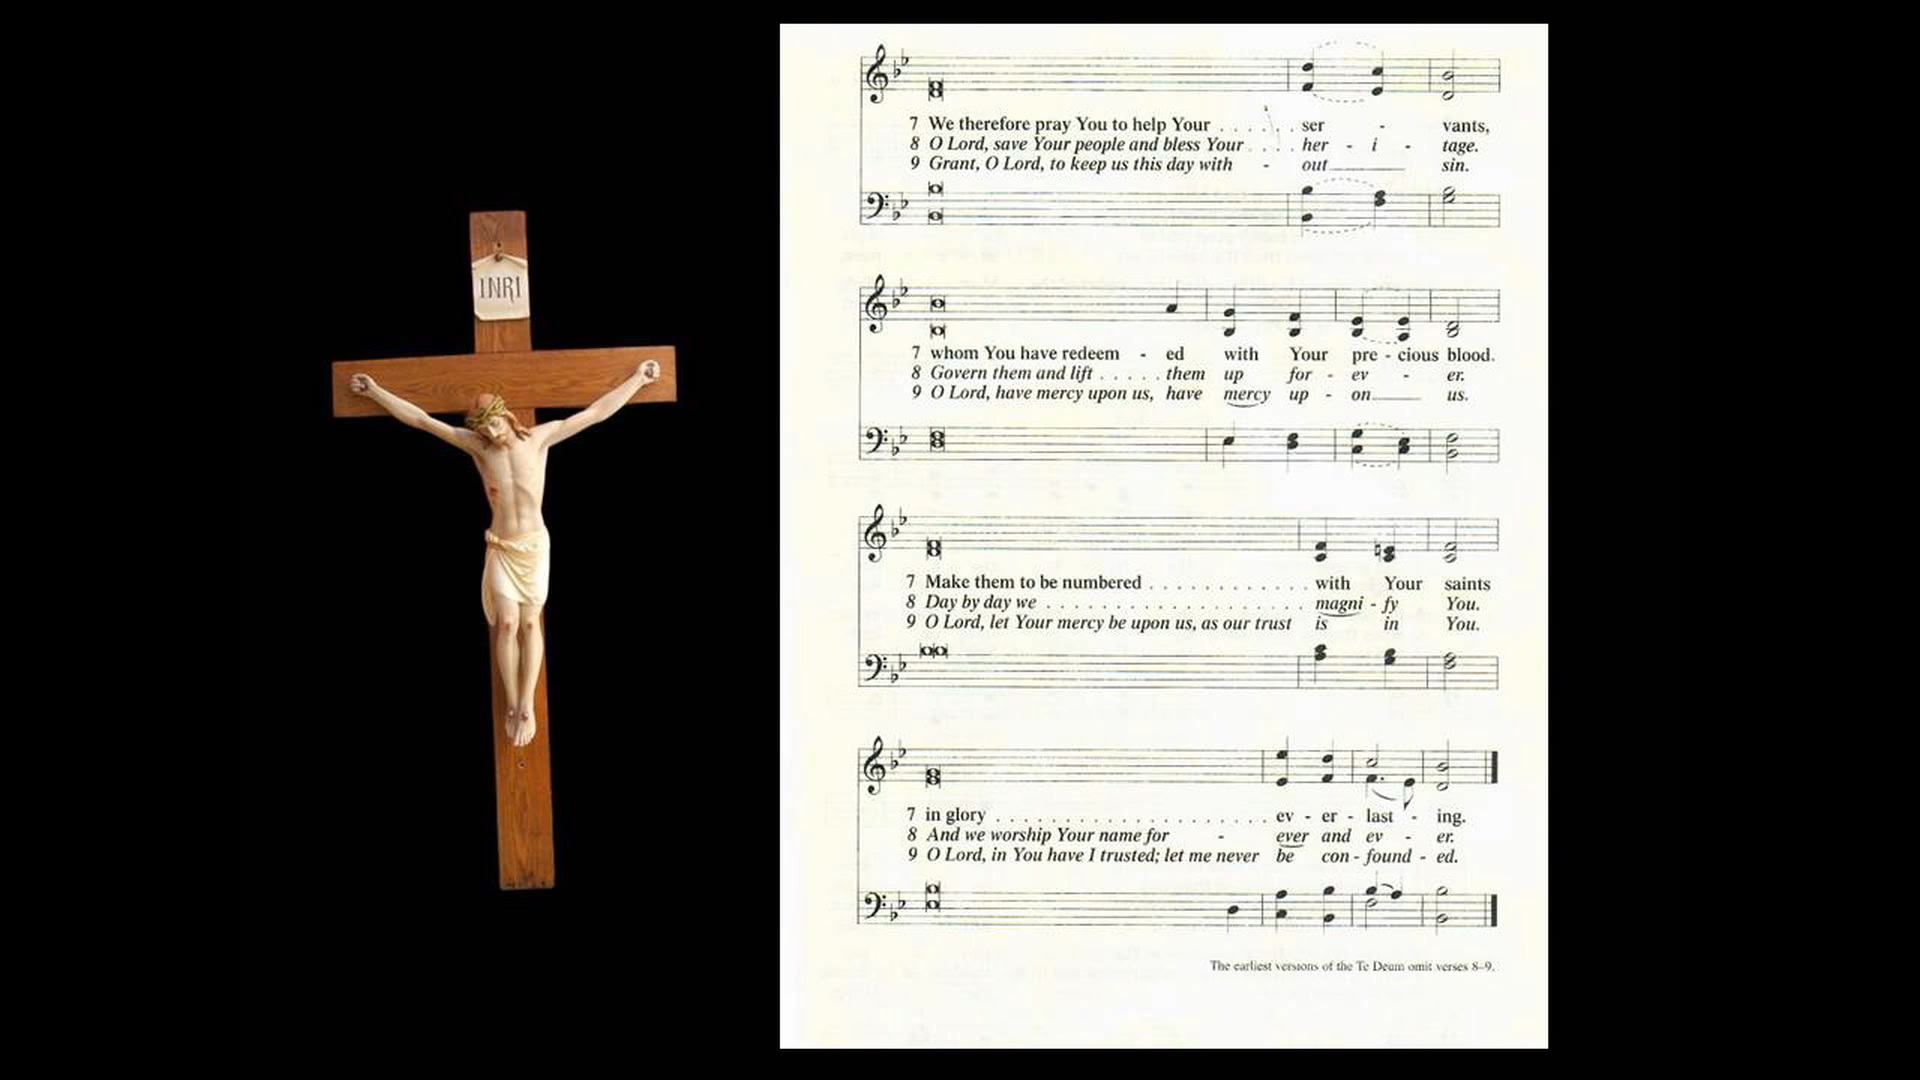 INRI
7 We therefore pray You to help Your . . . . . ser - vants,
8 O Lord, save Your people and bless Your . . . . her - i - tage.
9 Grant, O Lord, to keep us this day with - out sin.
7 whom You have redeem - ed with Your pre - cious blood.
8 Govern them and lift . . . . . them up for - ev - er.
9 O Lord, have mercy upon us, have mercy up - on us.
7 Make them to be numbered . . . . . . . . . . . . . with Your saints
8 Day by day we . . . . . . . . . . . . . . . . . . . . . magni - fy You.
9 O Lord, let Your mercy be upon us, as our trust is in You.
7 in glory . . . . . . . . . . . . . . . . . . . . . . ev - er - last - ing.
8 And we worship Your name for - ever and ev - er.
9 O Lord, in You have I trusted; let me never be con - found - ed.
The earliest versions of the Te Deum omit verses 8–9.